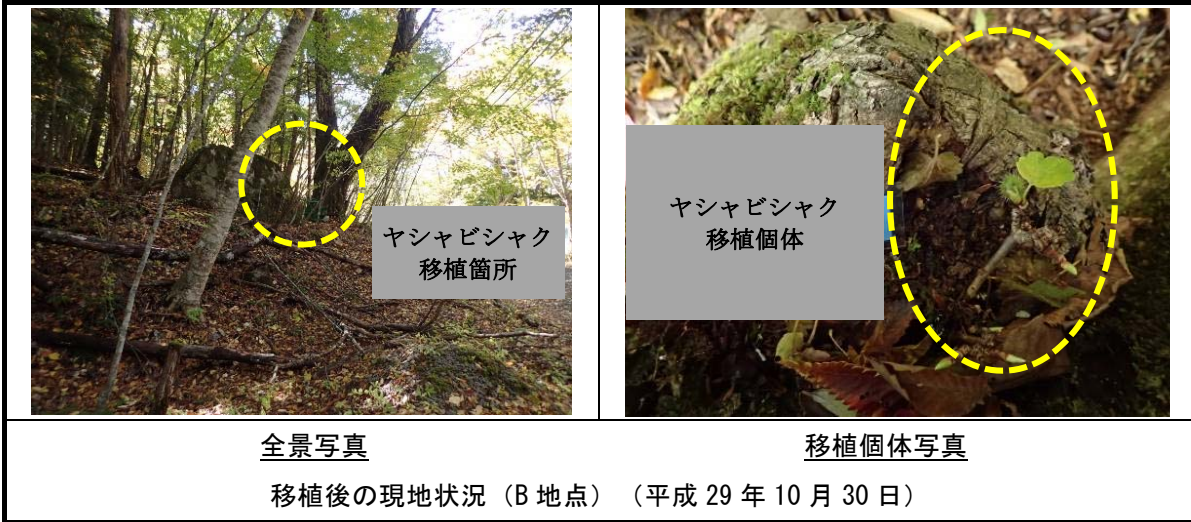 ヤシャビシャク
移植箇所
ヤシャビシャク
移植個体
全景写真
移植個体写真
移植後の現地状況（B 地点）（平成 29 年 10 月 30 日）